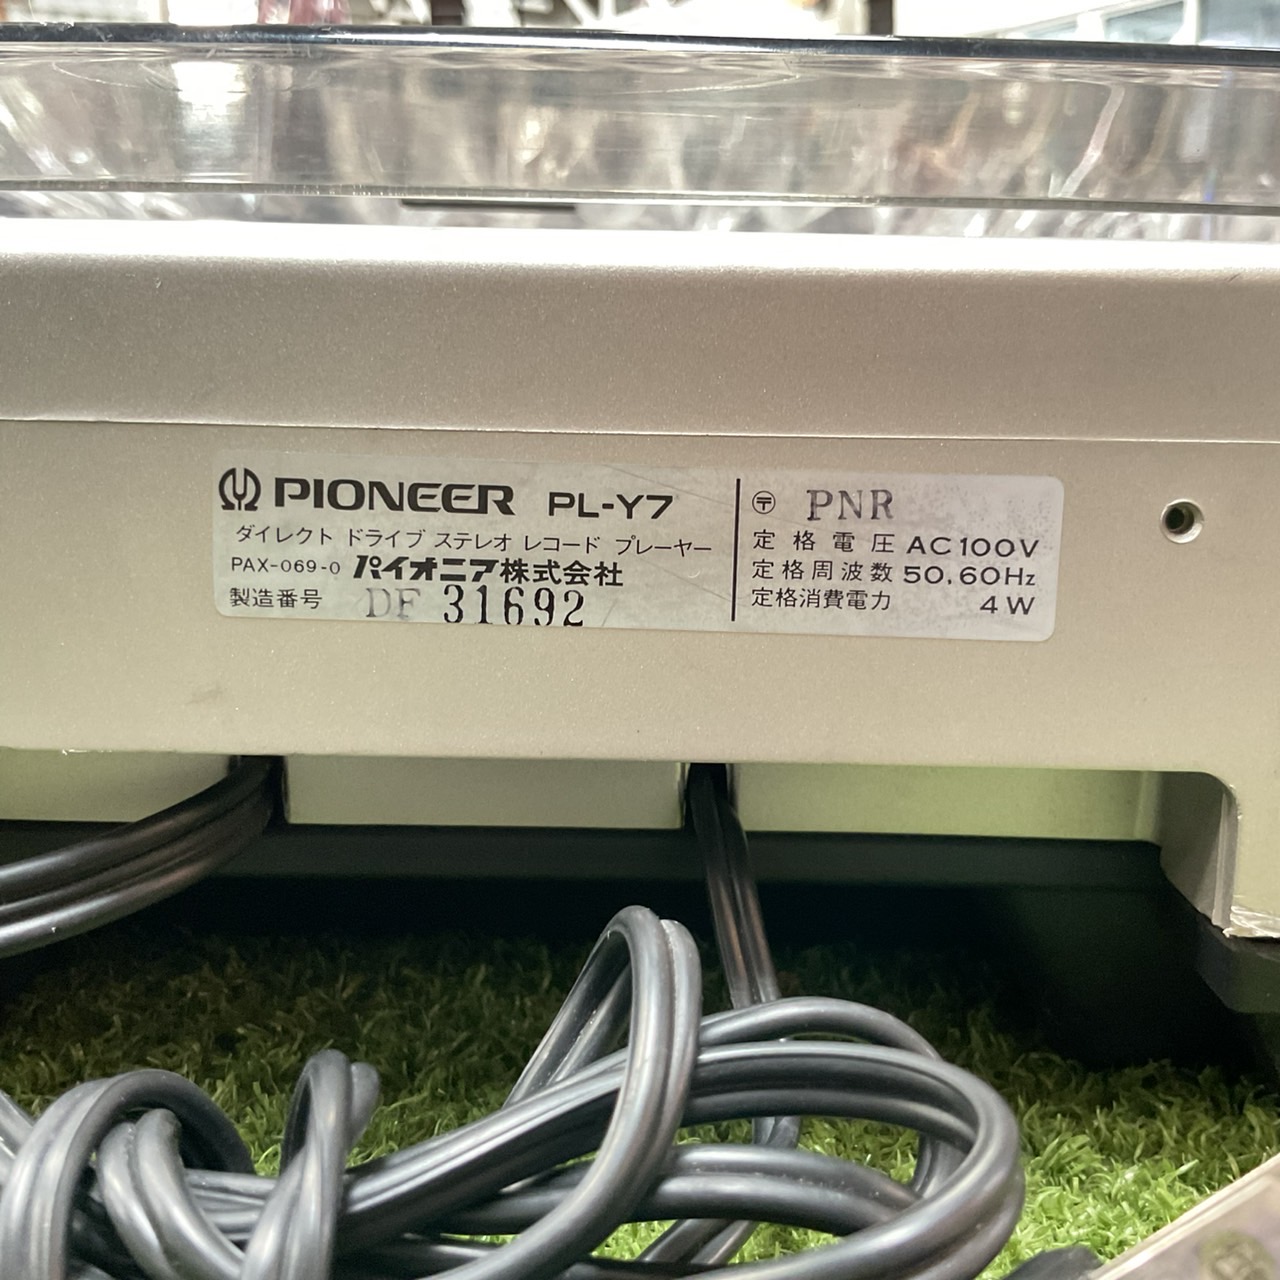 PIONEER PL-Y7
ダイレクト ドライブ ステレオ レコード プレーヤー
PAX-069-0 パイオニア株式会社
製造番号 DF 31692
〒 PNR
定格電圧 AC100V
定格周波数 50,60Hz
定格消費電力 4W